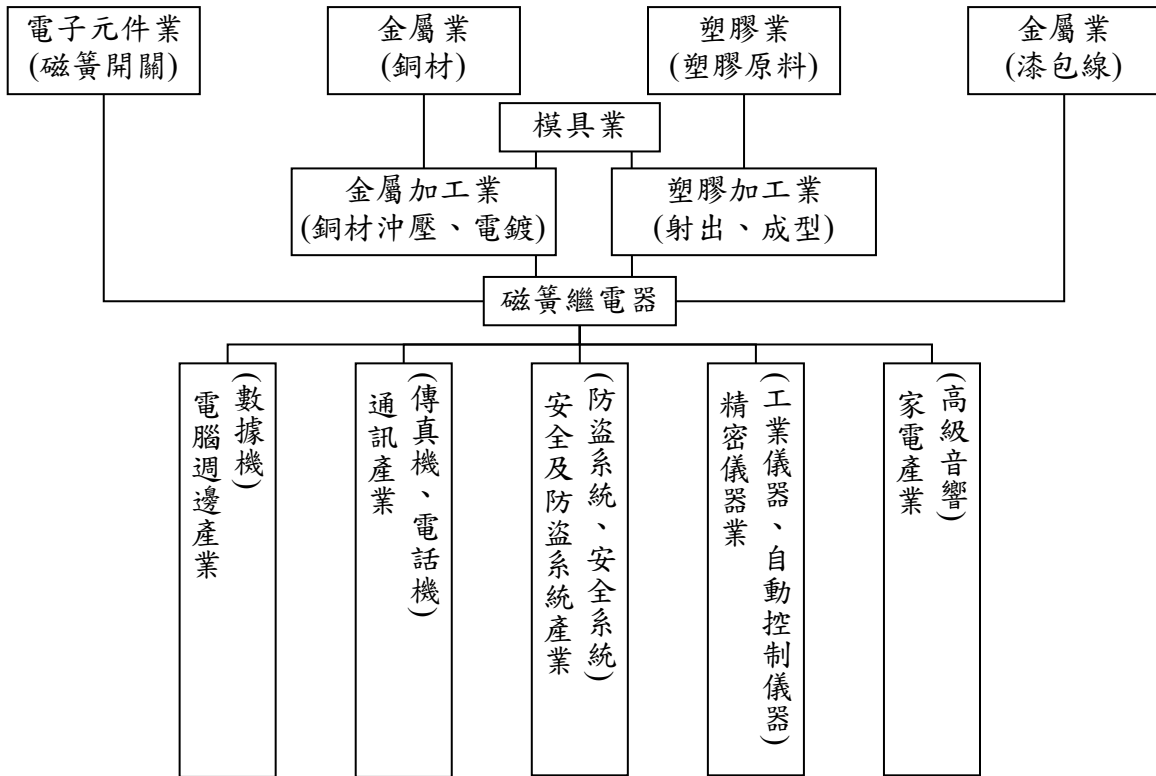 電子元件業
(磁簧開關)
金屬業
(銅材)
塑膠業
(塑膠原料)
金屬業
(漆包線)
模具業
金屬加工業
(銅材沖壓、電鍍)
塑膠加工業
(射出、成型)
磁簧繼電器
電腦週邊產業
(數據機)
通訊產業
(傳真機、電話機)
安全及防盜系統產業
(防盜系統、安全系統)
精密儀器業
(工業儀器、自動控制儀器)
家電產業
(高級音響)